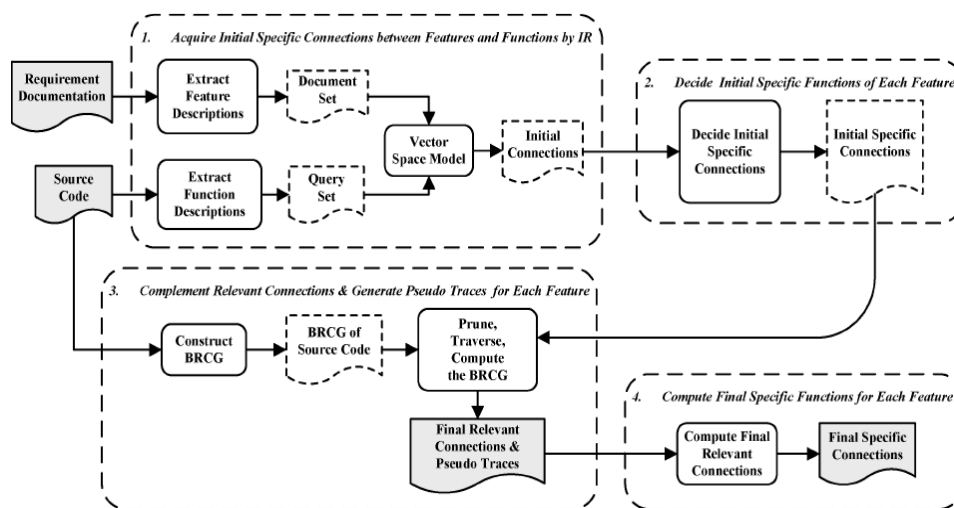 1. Acquire Initial Specific Connections between Features and Functions by IR
Requirement
Documentation
Extract
Feature
Descriptions
Document
Set
Vector
Space Model
Initial
Connections
Source
Code
Extract
Function
Descriptions
Query
Set
2. Decide Initial Specific Functions of Each Feature
Decide Initial
Specific
Connections
Initial Specific
Connections
3. Complement Relevant Connections & Generate Pseudo Traces for Each Feature
Construct
BRCG
BRCG of
Source Code
Prune,
Traverse,
Compute
the BRCG
Final Relevant
Connections &
Pseudo Traces
4. Compute Final Specific Functions for Each Feature
Compute Final
Relevant
Connections
Final Specific
Connections